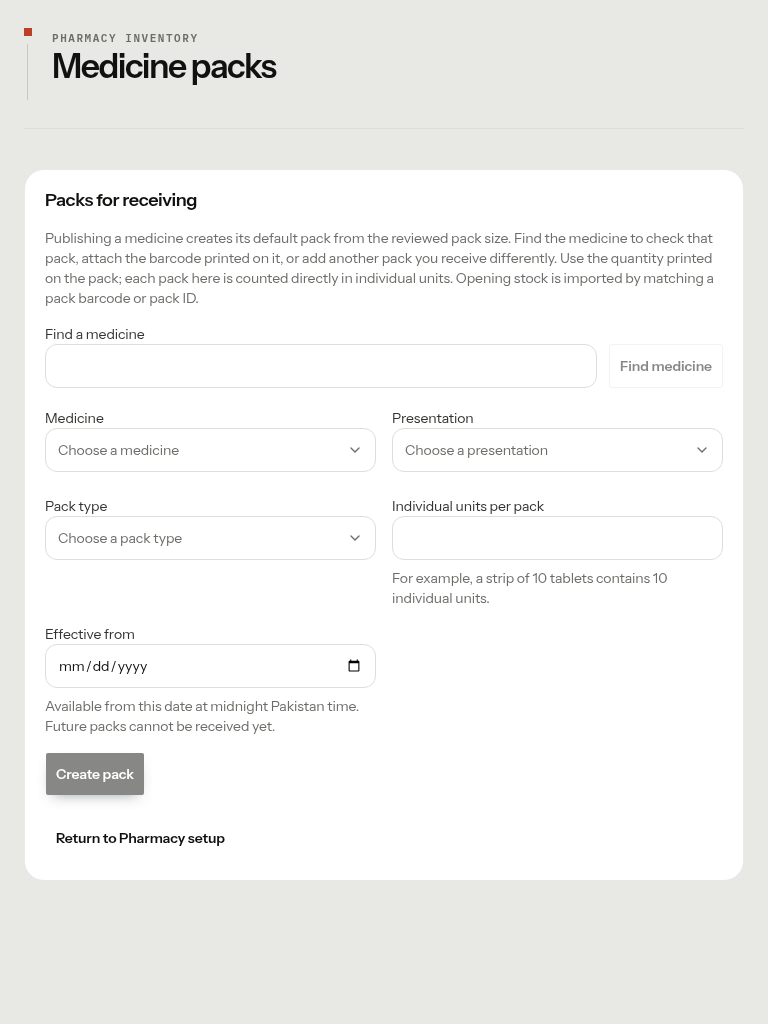 PHARMACY INVENTORY
Medicine packs
Packs for receiving
Publishing a medicine creates its default pack from the reviewed pack size. Find the medicine to check that
pack, attach the barcode printed on it, or add another pack you receive differently. Use the quantity printed
on the pack; each pack here is counted directly in individual units. Opening stock is imported by matching a
pack barcode or pack ID.
Find a medicine
Find medicine
Medicine
Presentation
Choose a medicine
Choose a presentation
Pack type
Individual units per pack
Choose a pack type
For example, a strip of 10 tablets contains 10
individual units.
Effective from
mm/dd/yyyy
Available from this date at midnight Pakistan time.
Future packs cannot be received yet.
Create pack
Return to Pharmacy setup